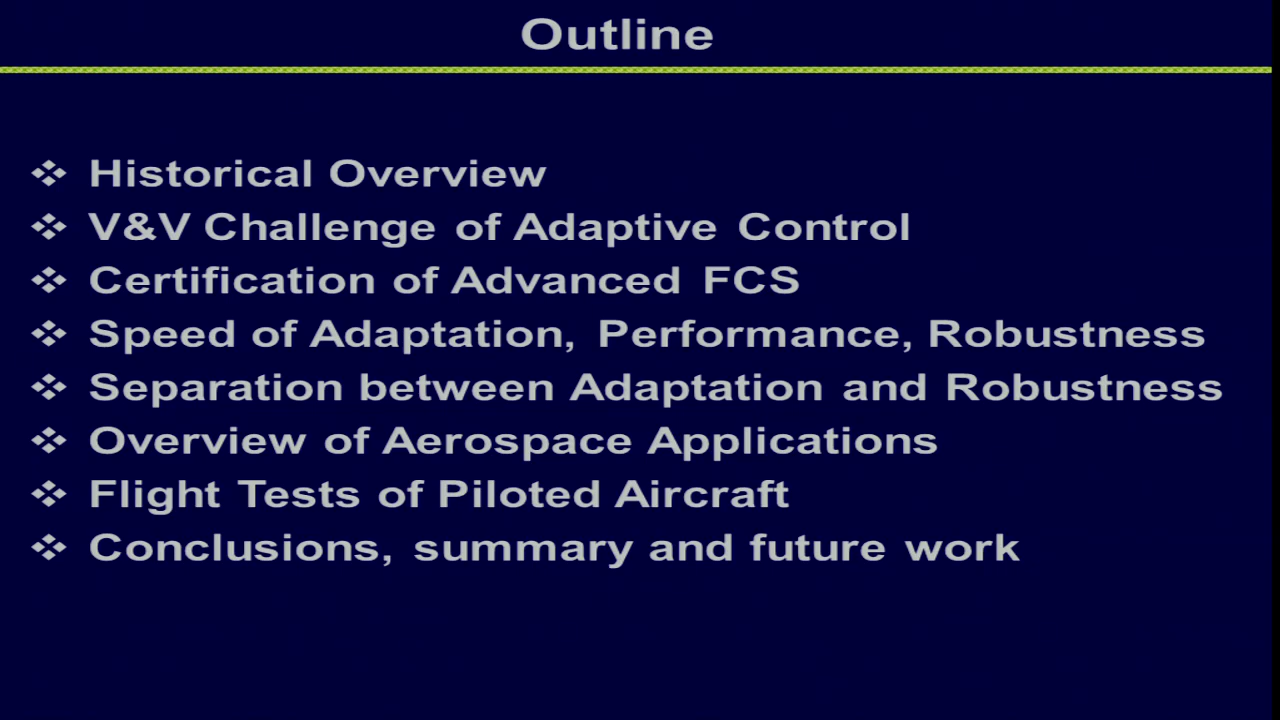 Outline
Historical Overview
V&V Challenge of Adaptive Control
Certification of Advanced FCS
Speed of Adaptation, Performance, Robustness
Separation between Adaptation and Robustness
Overview of Aerospace Applications
Flight Tests of Piloted Aircraft
Conclusions, summary and future work